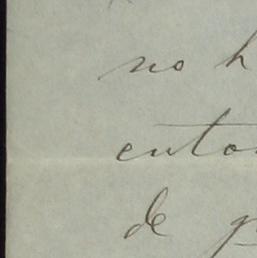 no h
ento
de